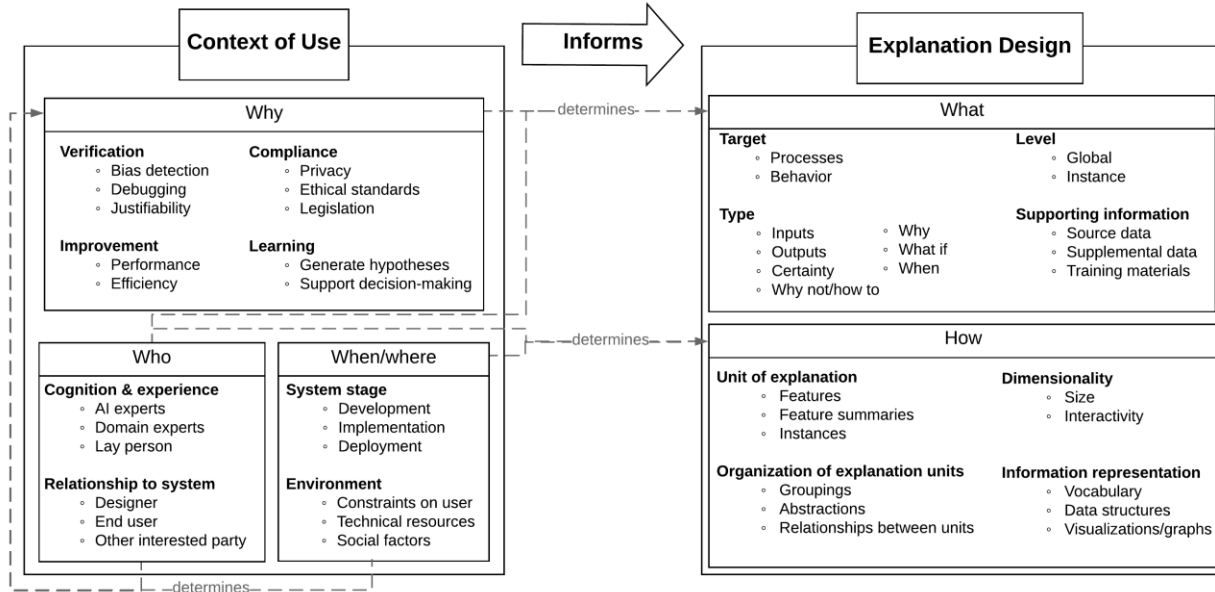 Context of Use
Informs
Explanation Design
Why
Verification
Bias detection
Debugging
Justifiability
Compliance
Privacy
Ethical standards
Legislation
Improvement
Performance
Efficiency
Learning
Generate hypotheses
Support decision-making
Who
Cognition & experience
AI experts
Domain experts
Lay person
Relationship to system
Designer
End user
Other interested party
When/where
System stage
Development
Implementation
Deployment
Environment
Constraints on user
Technical resources
Social factors
determines
determines
determines
What
Target
Processes
Behavior
Level
Global
Instance
Type
Inputs
Outputs
Certainty
Why not/how to
Why
What if
When
Supporting information
Source data
Supplemental data
Training materials
How
Unit of explanation
Features
Feature summaries
Instances
Dimensionality
Size
Interactivity
Organization of explanation units
Groupings
Abstractions
Relationships between units
Information representation
Vocabulary
Data structures
Visualizations/graphs